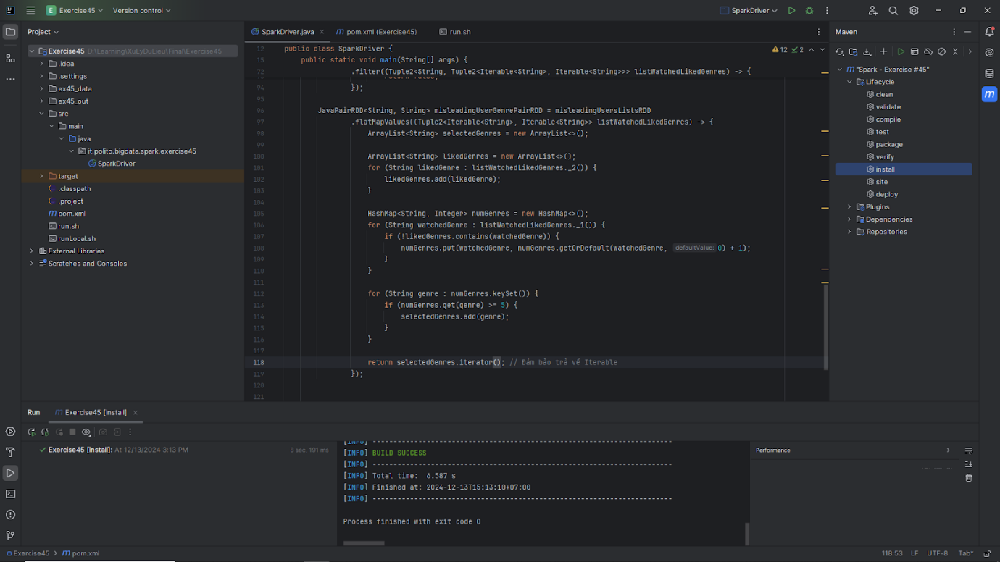 Exercise45 Version control SparkDriver
Project
Exercise45 D:\Learning\XuLyDuLieu\Final\Exercise45
.idea
.settings
ex45_data
ex45_out
src
main
java
it.polito.bigdata.spark.exercise45
SparkDriver
target
.classpath
.project
pom.xml
run.sh
runLocal.sh
External Libraries
Scratches and Consoles
SparkDriver.java pom.xml (Exercise45) run.sh
12 public class SparkDriver {
15 public static void main(String[] args) {
72 .filter((Tuple2<String, Tuple2<Iterable<String>, Iterable<String>>> listWatchedLikedGenres) -> {
12 2
94 });
95
96 JavaPairRDD<String, String> misleadingUserGenrePairRDD = misleadingUsersListsRDD
97 .flatMapValues((Tuple2<Iterable<String>, Iterable<String>> listWatchedLikedGenres) -> {
98 ArrayList<String> selectedGenres = new ArrayList<>();
99
100 ArrayList<String> likedGenres = new ArrayList<>();
101 for (String likedGenre : listWatchedLikedGenres._2()) {
102 likedGenres.add(likedGenre);
103 }
104
105 HashMap<String, Integer> numGenres = new HashMap<>();
106 for (String watchedGenre : listWatchedLikedGenres._1()) {
107 if (!likedGenres.contains(watchedGenre)) {
108 numGenres.put(watchedGenre, numGenres.getOrDefault(watchedGenre, defaultValue: 0) + 1);
109 }
110 }
111
112 for (String genre : numGenres.keySet()) {
113 if (numGenres.get(genre) >= 5) {
114 selectedGenres.add(genre);
115 }
116 }
117
118 return selectedGenres.iterator(); // Đảm bảo trả về Iterable
119 });
120
121
Maven
"Spark - Exercise #45"
Lifecycle
clean
validate
compile
test
package
verify
install
site
deploy
Plugins
Dependencies
Repositories
Run Exercise45 [install]
Exercise45 [install]: At 12/13/2024 3:13 PM 8 sec, 191 ms
[INFO] ------------------------------------------------------------------------
[INFO] BUILD SUCCESS
[INFO] ------------------------------------------------------------------------
[INFO] Total time: 6.587 s
[INFO] Finished at: 2024-12-13T15:13:10+07:00
[INFO] ------------------------------------------------------------------------
Process finished with exit code 0
Performance
Exercise45 > pom.xml 118:53 LF UTF-8 Tab*